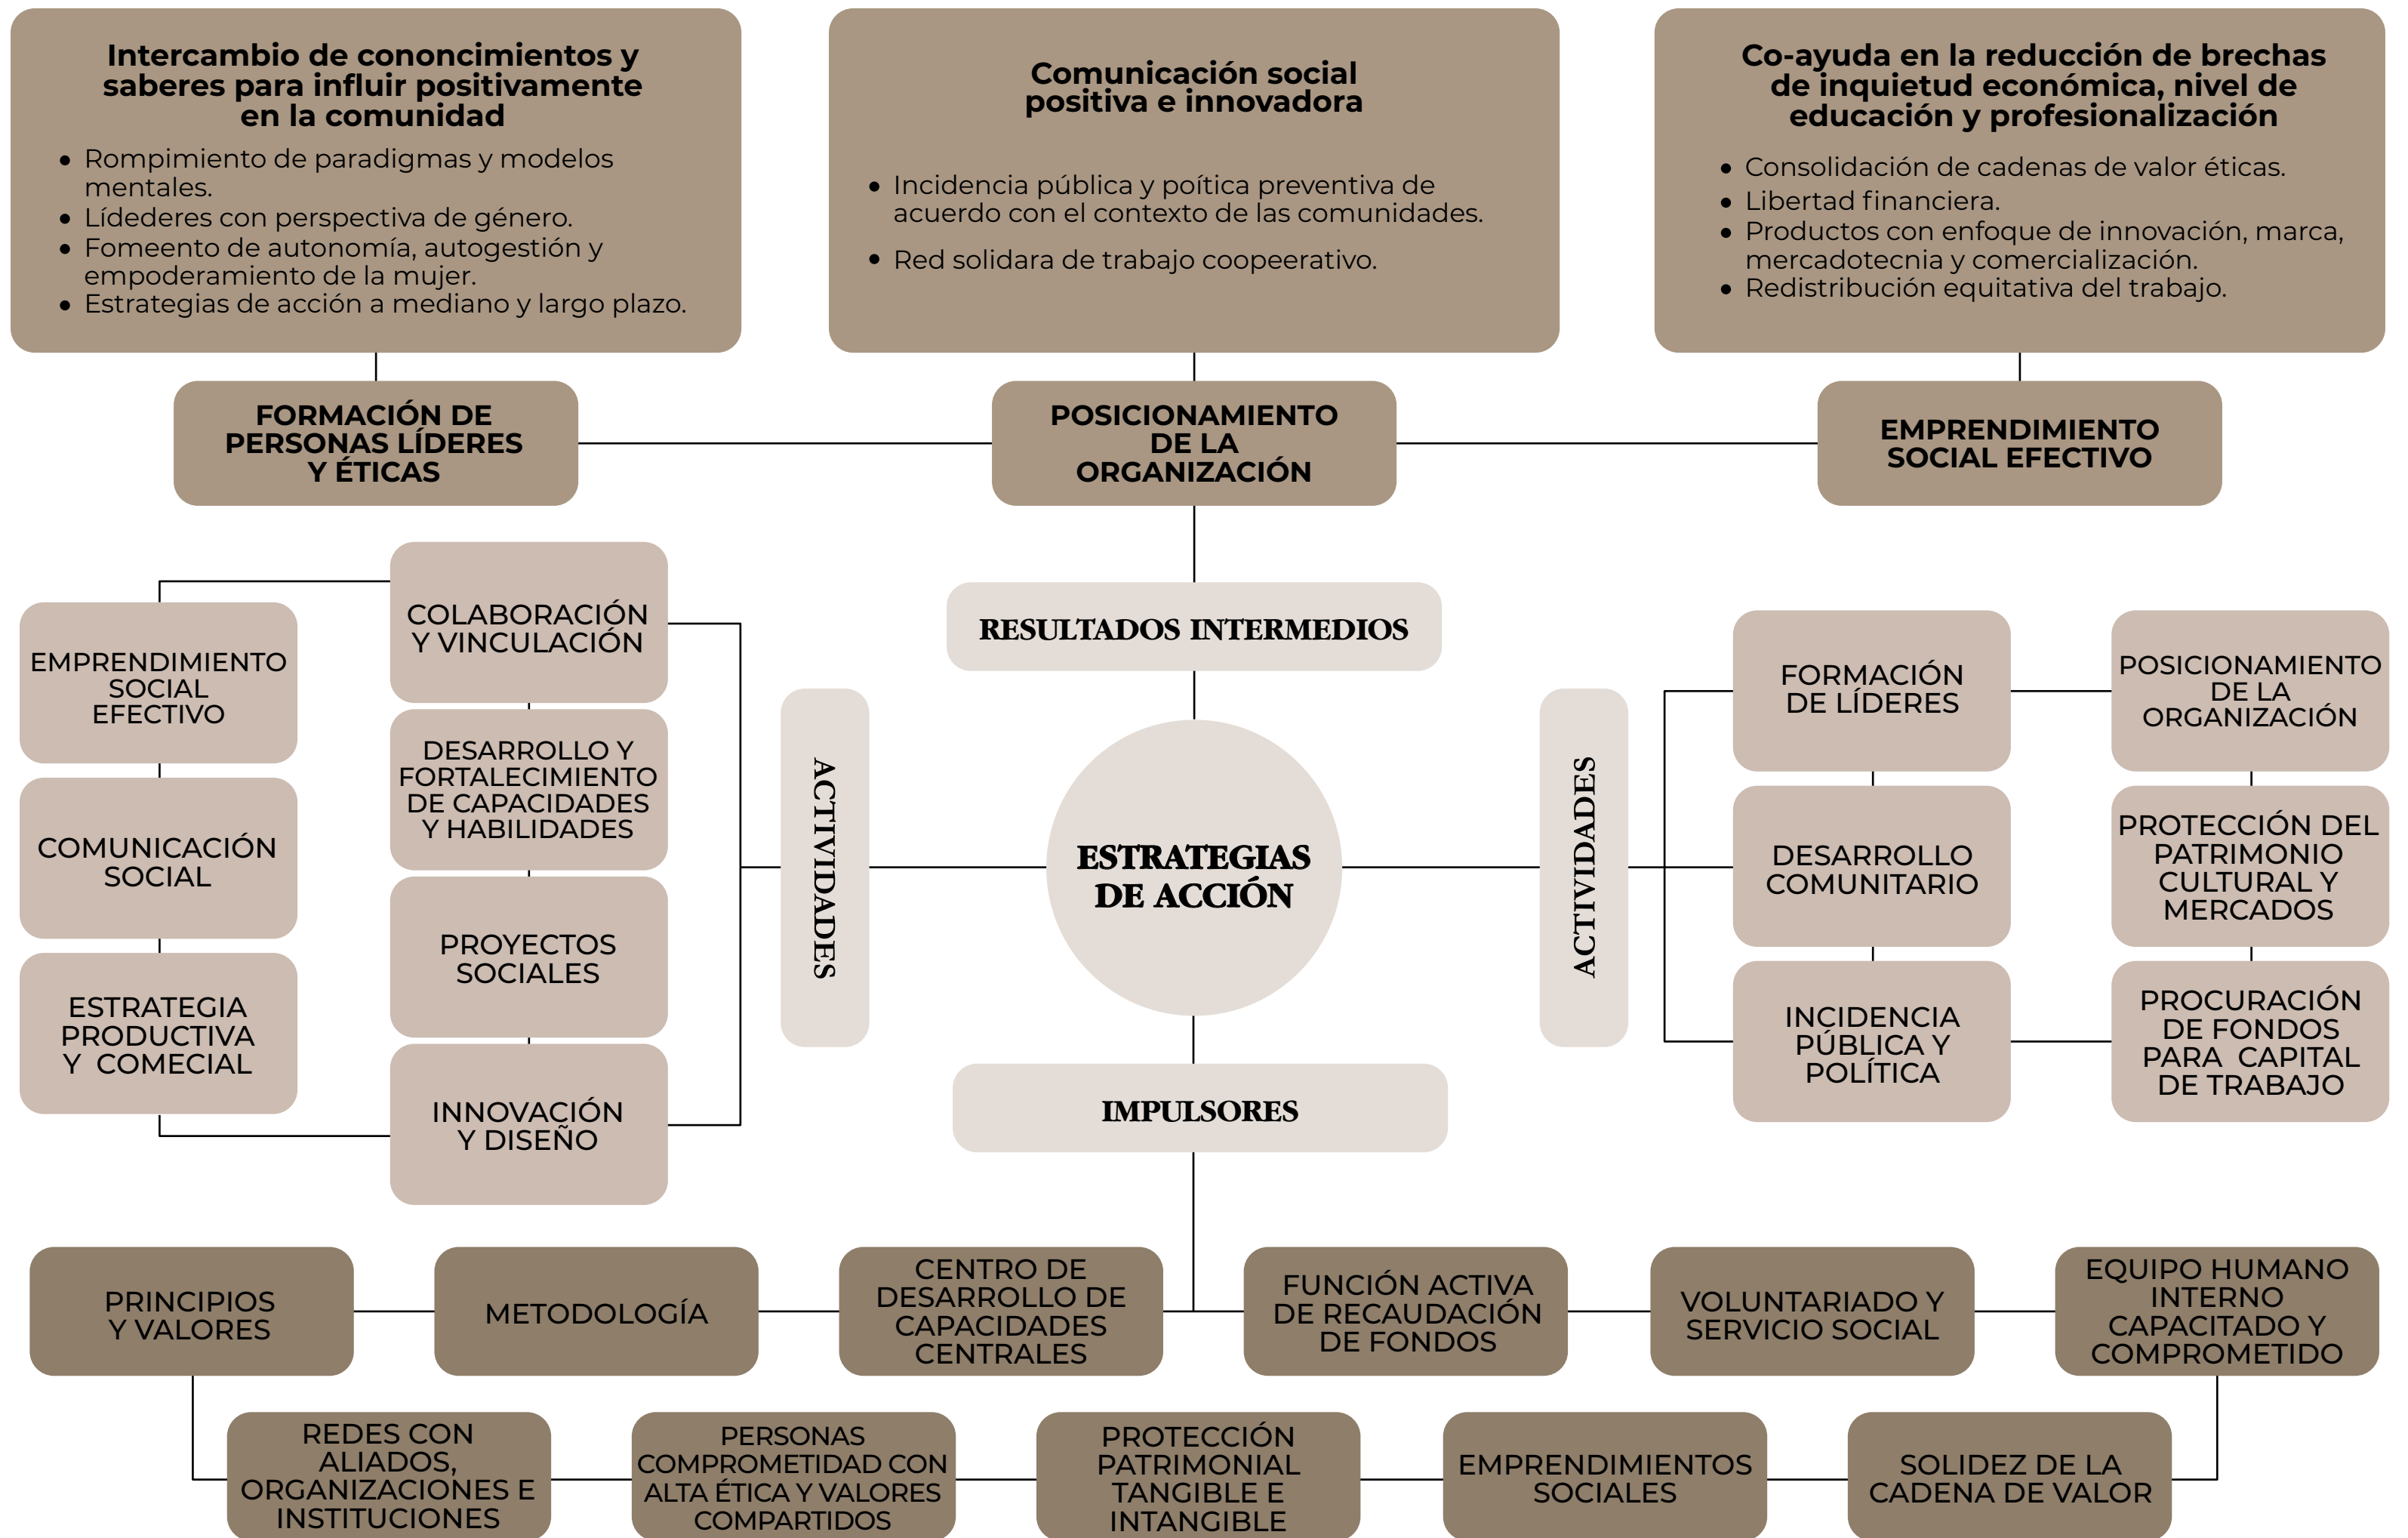 Intercambio de cononcimientos y
saberes para influir positivamente
en la comunidad
• Rompimiento de paradigmas y modelos
mentales.
• Lídederes con perspectiva de género.
• Fomeento de autonomía, autogestión y
empoderamiento de la mujer.
• Estrategias de acción a mediano y largo plazo.
Comunicación social
positiva e innovadora
• Incidencia pública y poítica preventiva de
acuerdo con el contexto de las comunidades.
• Red solidara de trabajo coopeerativo.
Co-ayuda en la reducción de brechas
de inquietud económica, nivel de
educación y profesionalización
• Consolidación de cadenas de valor éticas.
• Libertad financiera.
• Productos con enfoque de innovación, marca,
mercadotecnia y comercialización.
• Redistribución equitativa del trabajo.
FORMACIÓN DE
PERSONAS LÍDERES
Y ÉTICAS
POSICIONAMIENTO
DE LA
ORGANIZACIÓN
EMPRENDIMIENTO
SOCIAL EFECTIVO
EMPRENDIMIENTO
SOCIAL
EFECTIVO
COMUNICACIÓN
SOCIAL
ESTRATEGIA
PRODUCTIVA
Y COMECIAL
COLABORACIÓN
Y VINCULACIÓN
DESARROLLO Y
FORTALECIMIENTO
DE CAPACIDADES
Y HABILIDADES
PROYECTOS
SOCIALES
INNOVACIÓN
Y DISEÑO
ACTIVIDADES
RESULTADOS INTERMEDIOS
ESTRATEGIAS
DE ACCIÓN
IMPULSORES
ACTIVIDADES
FORMACIÓN
DE LÍDERES
DESARROLLO
COMUNITARIO
INCIDENCIA
PÚBLICA Y
POLÍTICA
POSICIONAMIENTO
DE LA
ORGANIZACIÓN
PROTECCIÓN DEL
PATRIMONIO
CULTURAL Y
MERCADOS
PROCURACIÓN
DE FONDOS
PARA CAPITAL
DE TRABAJO
PRINCIPIOS
Y VALORES
METODOLOGÍA
CENTRO DE
DESARROLLO DE
CAPACIDADES
CENTRALES
FUNCIÓN ACTIVA
DE RECAUDACIÓN
DE FONDOS
VOLUNTARIADO Y
SERVICIO SOCIAL
EQUIPO HUMANO
INTERNO
CAPACITADO Y
COMPROMETIDO
REDES CON
ALIADOS,
ORGANIZACIONES E
INSTITUCIONES
PERSONAS
COMPROMETIDAD CON
ALTA ÉTICA Y VALORES
COMPARTIDOS
PROTECCIÓN
PATRIMONIAL
TANGIBLE E
INTANGIBLE
EMPRENDIMIENTOS
SOCIALES
SOLIDEZ DE LA
CADENA DE VALOR